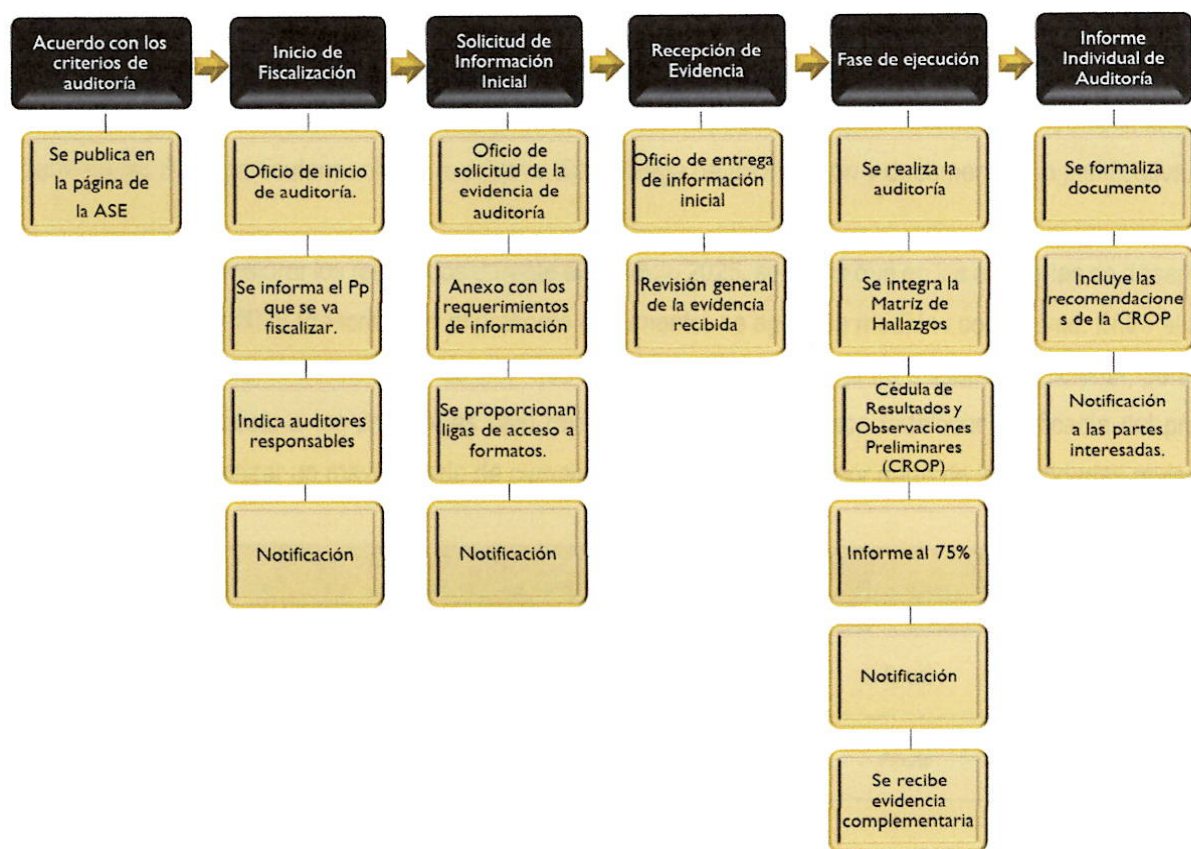 Acuerdo con los
criterios de
auditoría
Se publica en
la página de
la ASE
Inicio de
Fiscalización
Oficio de inicio
de auditoría.
Se informa el Pp
que se va
fiscalizar.
Indica auditores
responsables
Notificación
Solicitud de
Información
Inicial
Oficio de
solicitud de la
evidencia de
auditoría
Anexo con los
requerimientos
de información
Se proporcionan
ligas de acceso a
formatos.
Notificación
Recepción de
Evidencia
Oficio de entrega
de información
inicial
Revisión general
de la evidencia
recibida
Fase de ejecución
Se realiza la
auditoría
Se integra la
Matriz de
Hallazgos
Cédula de
Resultados y
Observaciones
Preliminares
(CROP)
Informe al 75%
Notificación
Se recibe
evidencia
complementaria
Informe
Individual de
Auditoría
Se formaliza
documento
Incluye las
recomendacione
s de la CROP
Notificación
a las partes
interesadas.